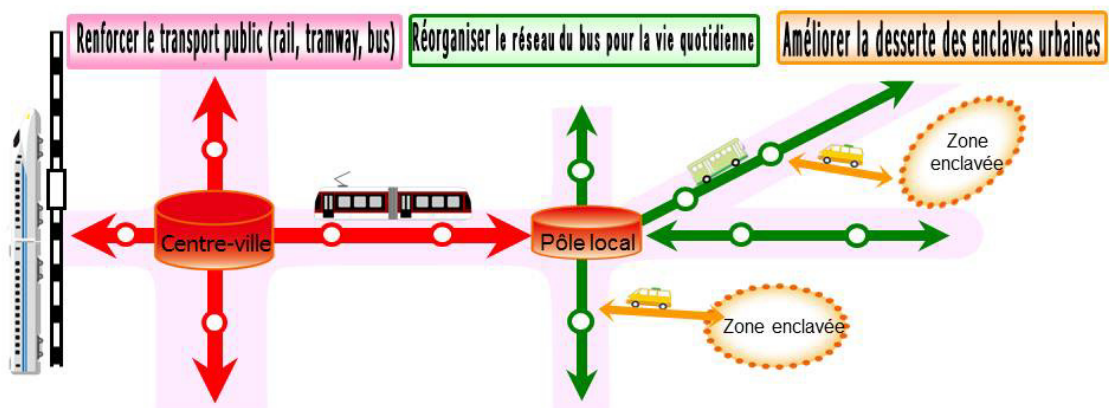 Renforcer le transport public (rail, tramway, bus)
Réorganiser le réseau du bus pour la vie quotidienne
Améliorer la desserte des enclaves urbaines
Zone
enclavée
Centre-ville
Pôle local
Zone enclavée